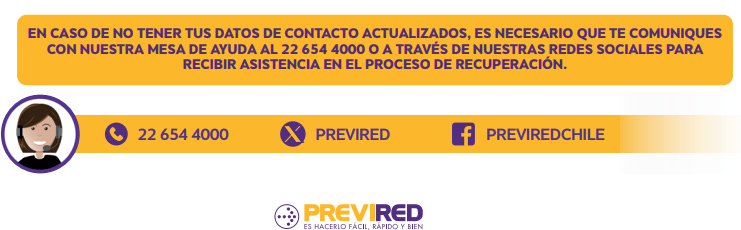 EN CASO DE NO TENER TUS DATOS DE CONTACTO ACTUALIZADOS, ES NECESARIO QUE TE COMUNIQUES
CON NUESTRA MESA DE AYUDA AL 22 654 4000 O A TRAVÉS DE NUESTRAS REDES SOCIALES PARA
RECIBIR ASISTENCIA EN EL PROCESO DE RECUPERACIÓN.
22 654 4000 PREVIRED PREVIREDCHILE
PREVIRED
ES HACERLO FÁCIL, RÁPIDO Y BIEN